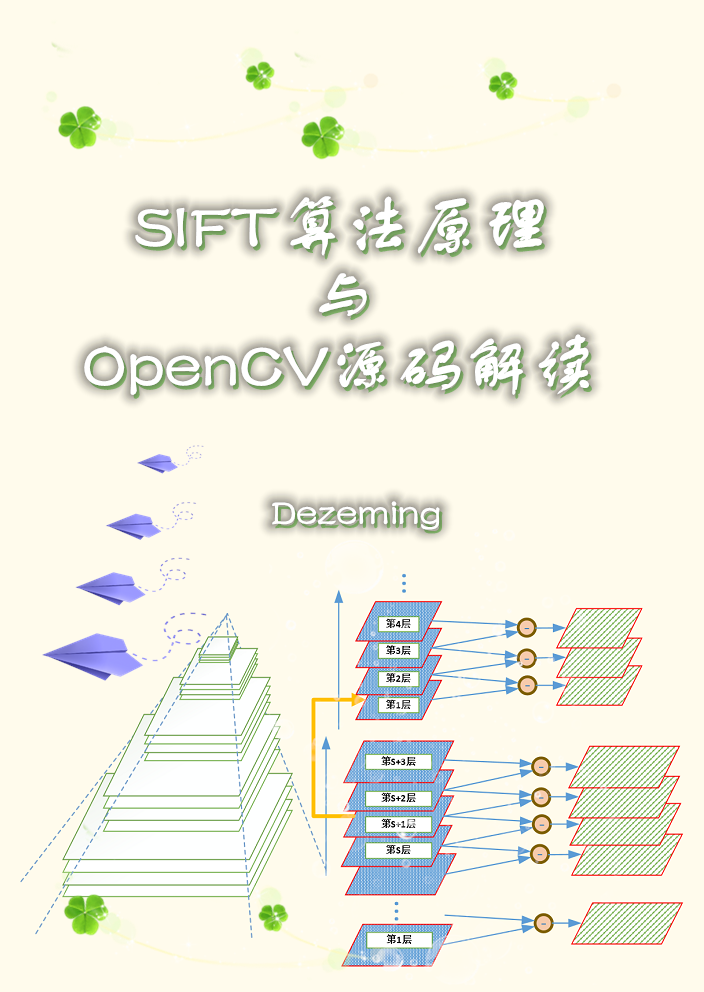 SIFT算法原理
与
OpenCV源码解读
Dezeming
第4层
第3层
第2层
第1层
第S+3层
第S+2层
第S+1层
第S层
第1层